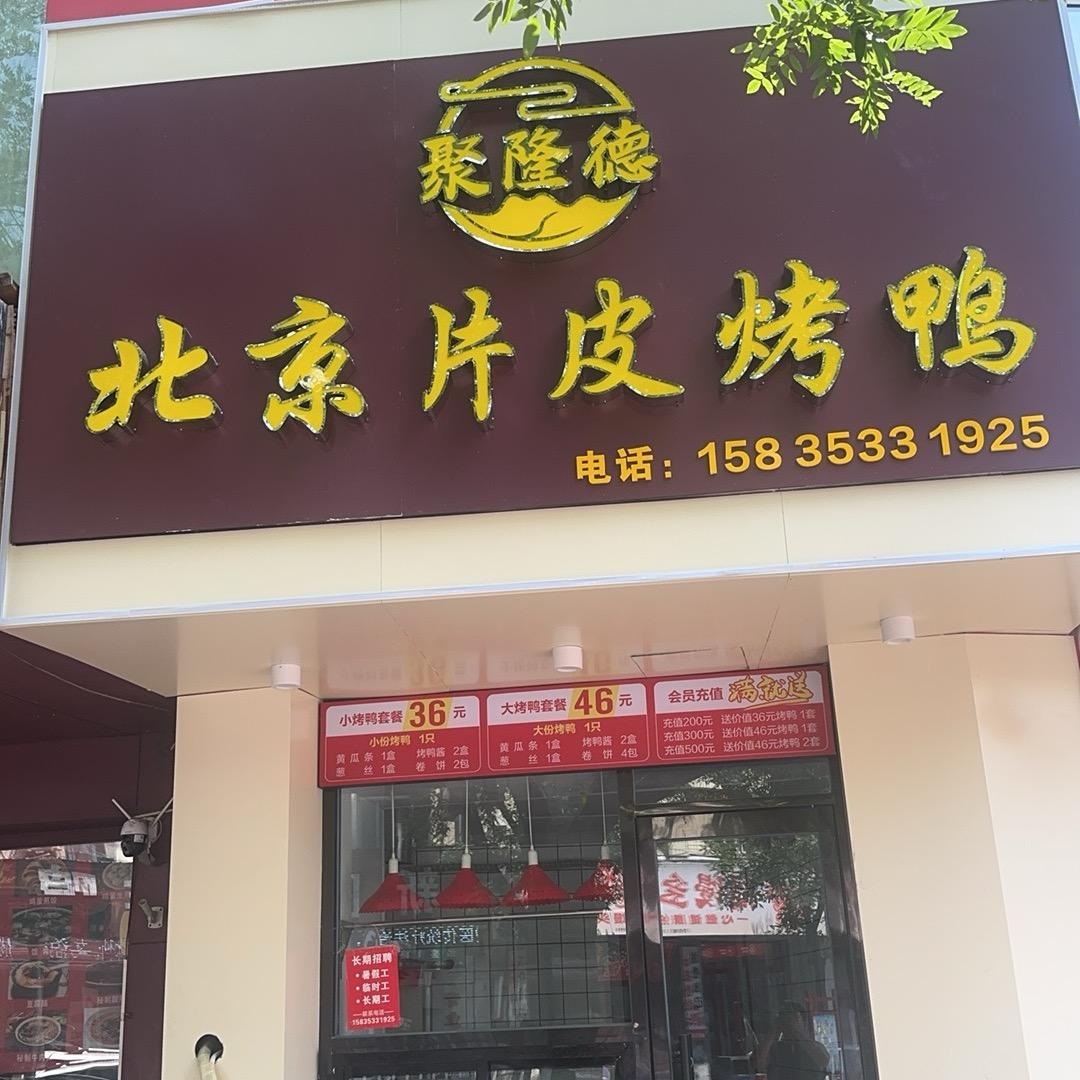 聚隆德
北京片皮烤鸭
电话：15835331925
小烤鸭套餐36元
小份烤鸭 1只
黄瓜条 1盒 烤鸭酱 2盒
葱丝 1盒 卷饼 2包
大烤鸭套餐46元
大份烤鸭 1只
黄瓜条 1盒 烤鸭酱 2盒
葱丝 1盒 卷饼 4包
会员充值 满就送
充值200元 送价值36元烤鸭 1套
充值300元 送价值46元烤鸭 1套
充值500元 送价值46元烤鸭 2套
长期招聘
·暑假工
·临时工
·长期工
联系电话
15835331925